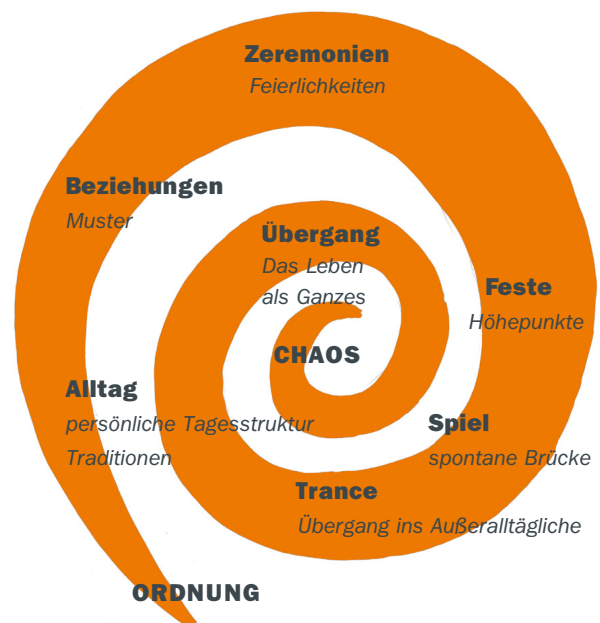 Zeremonien
Feierlichkeiten
Beziehungen
Muster
Übergang
Das Leben
als Ganzes
Feste
Höhepunkte
CHAOS
Alltag
persönliche Tagesstruktur
Traditionen
Spiel
spontane Brücke
Trance
Übergang ins Außeralltägliche
ORDNUNG